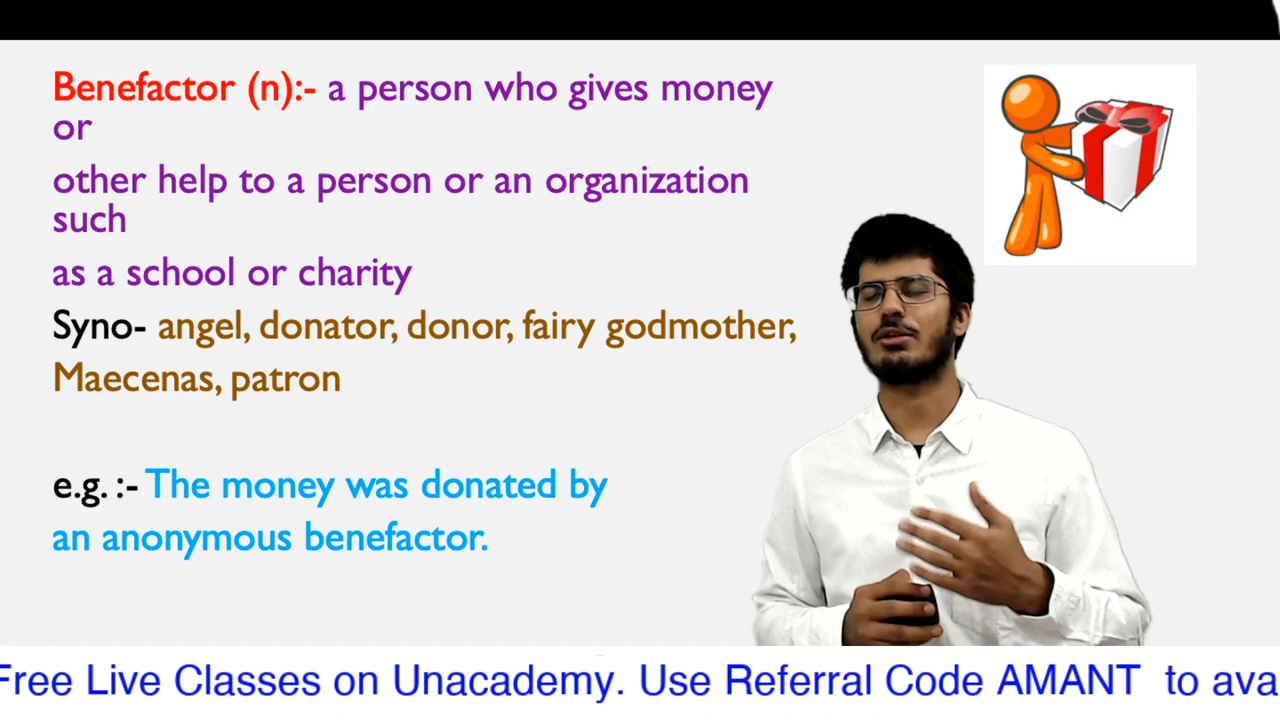 Benefactor (n):- a person who gives money
or
other help to a person or an organization
such
as a school or charity
Syno- angel, donator, donor, fairy godmother,
Maecenas, patron
e.g. :- The money was donated by
an anonymous benefactor.
Free Live Classes on Unacademy. Use Referral Code AMANT to ava